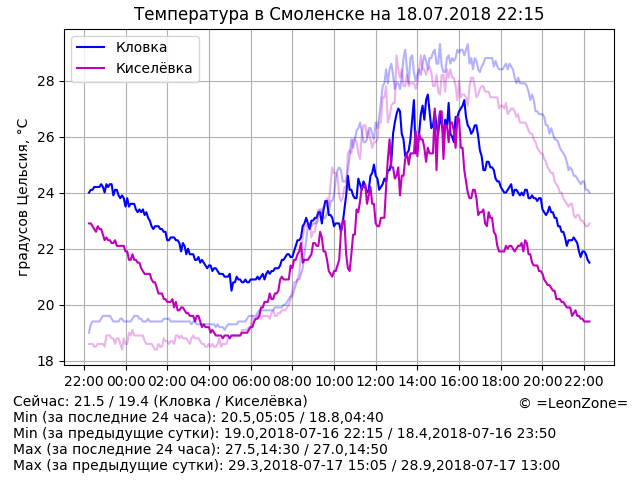 Температура в Смоленске на 18.07.2018 22:15
Кловка
Киселёвка
градусов Цельсия, °C
28
26
24
22
20
18
22:00 00:00 02:00 04:00 06:00 08:00 10:00 12:00 14:00 16:00 18:00 20:00 22:00
Сейчас: 21.5 / 19.4 (Кловка / Киселёвка)
© =LeonZone=
Min (за последние 24 часа): 20.5,05:05 / 18.8,04:40
Min (за предыдущие сутки): 19.0,2018-07-16 22:15 / 18.4,2018-07-16 23:50
Max (за последние 24 часа): 27.5,14:30 / 27.0,14:50
Max (за предыдущие сутки): 29.3,2018-07-17 15:05 / 28.9,2018-07-17 13:00